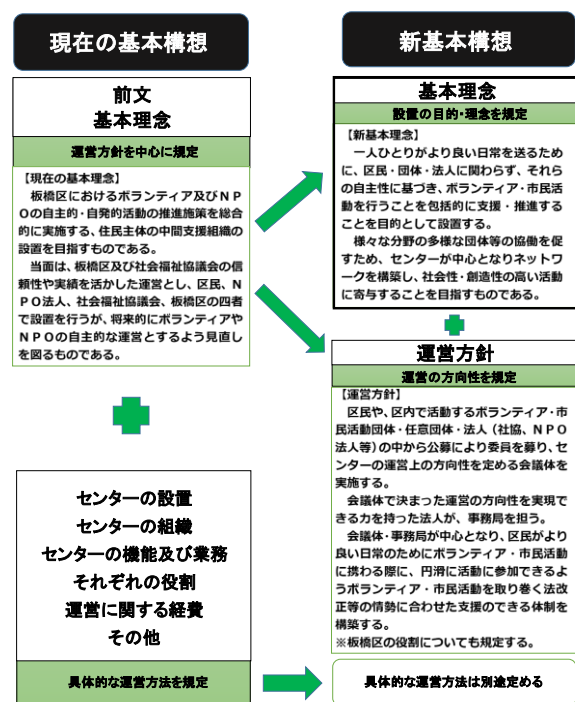 現在の基本構想
前文
基本理念
運営方針を中心に規定
【現在の基本理念】
板橋区におけるボランティア及びNP
Oの自主的・自発的活動の推進施策を総合
的に実施する、住民主体の中間支援組織の
設置を目指すものである。
当面は、板橋区及び社会福祉協議会の信
頼性や実績を活かした運営とし、区民、N
PO法人、社会福祉協議会、板橋区の四者
で設置を行うが、将来的にボランティアや
NPOの自主的な運営とするよう見直し
を図るものである。
センターの設置
センターの組織
センターの機能及び業務
それぞれの役割
運営に関する経費
その他
具体的な運営方法を規定
新基本構想
基本理念
設置の目的・理念を規定
【新基本理念】
一人ひとりがより良い日常を送るため
に、区民・団体・法人に関わらず、それら
の自主性に基づき、ボランティア・市民活
動を行うことを包括的に支援・推進する
ことを目的として設置する。
様々な分野の多様な団体等の協働を促
すため、センターが中心となりネットワ
ークを構築し、社会性・創造性の高い活動
に寄与することを目指すものである。
運営方針
運営の方向性を規定
【運営方針】
区民や、区内で活動するボランティア・市
民活動団体・任意団体・法人（社協、NPO
法人等）の中から公募により委員を募り、セ
ンターの運営上の方向性を定める会議体を
実施する。
会議体で決まった運営の方向性を実現で
きる力を持った法人が、事務局を担う。
会議体・事務局が中心となり、区民がより
良い日常のためにボランティア・市民活動
に携わる際に、円滑に活動に参加できるよ
うボランティア・市民活動を取り巻く法改
正等の情勢に合わせた支援のできる体制を
構築する。
※板橋区の役割についても規定する。
具体的な運営方法は別途定める